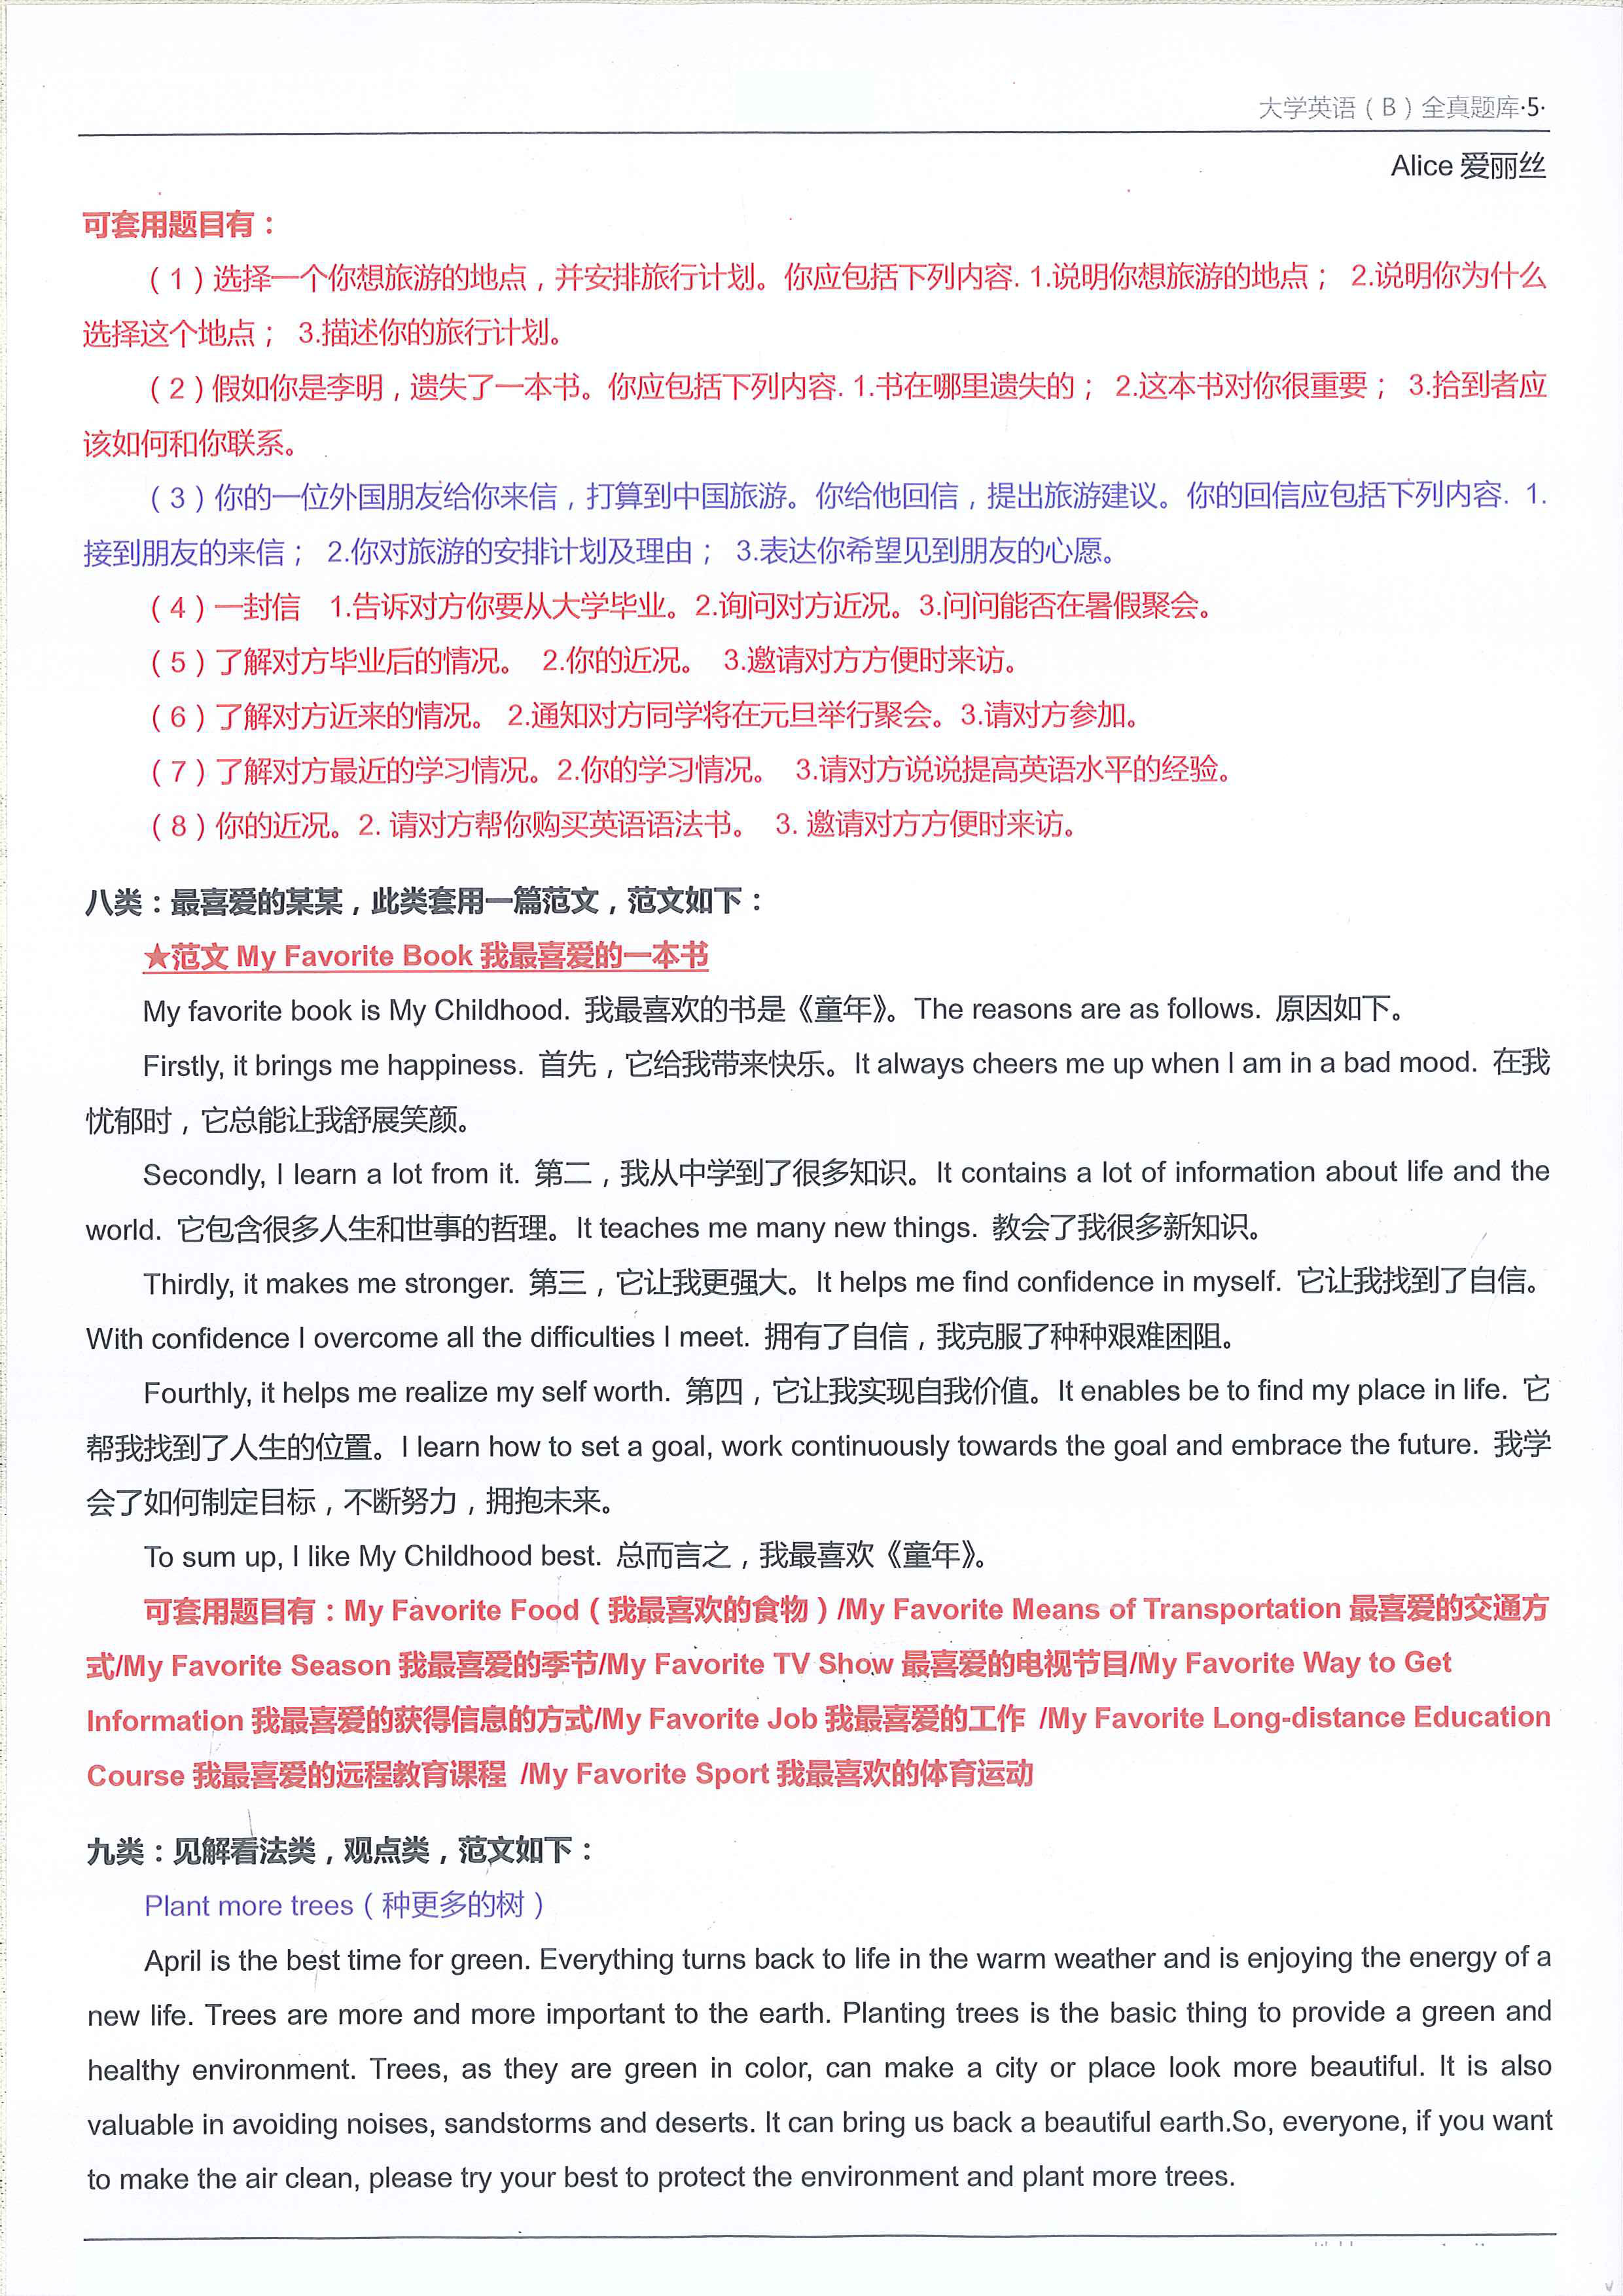 大学英语（B）全真题库·5·
Alice 爱丽丝
可套用题目有：
（1）选择一个你想旅游的地点，并安排旅行计划。你应包括下列内容. 1.说明你想旅游的地点； 2.说明你为什么
选择这个地点； 3.描述你的旅行计划。
（2）假如你是李明，遗失了一本书。你应包括下列内容. 1.书在哪里遗失的； 2.这本书对你很重要； 3.拾到者应
该如何和你联系。
（3）你的一位外国朋友给你来信，打算到中国旅游。你给他回信，提出旅游建议。你的回信应包括下列内容. 1.
接到朋友的来信； 2.你对旅游的安排计划及理由； 3.表达你希望见到朋友的心愿。
（4）一封信 1.告诉对方你要从大学毕业。2.询问对方近况。3.问问能否在暑假聚会。
（5）了解对方毕业后的情况。 2.你的近况。 3.邀请对方方便时来访。
（6）了解对方近来的情况。 2.通知对方同学将在元旦举行聚会。3.请对方参加。
（7）了解对方最近的学习情况。2.你的学习情况。 3.请对方说说提高英语水平的经验。
（8）你的近况。2. 请对方帮你购买英语语法书。 3. 邀请对方方便时来访。
八类：最喜爱的某某，此类套用一篇范文，范文如下：
★范文 My Favorite Book 我最喜爱的一本书
My favorite book is My Childhood. 我最喜欢的书是《童年》。The reasons are as follows. 原因如下。
Firstly, it brings me happiness. 首先，它给我带来快乐。It always cheers me up when I am in a bad mood. 在我
忧郁时，它总能让我舒展笑颜。
Secondly, I learn a lot from it. 第二，我从中学到了很多知识。It contains a lot of information about life and the
world. 它包含很多人生和世事的哲理。It teaches me many new things. 教会了我很多新知识。
Thirdly, it makes me stronger. 第三，它让我更强大。It helps me find confidence in myself. 它让我找到了自信。
With confidence I overcome all the difficulties I meet. 拥有了自信，我克服了种种艰难困阻。
Fourthly, it helps me realize my self worth. 第四，它让我实现自我价值。It enables be to find my place in life. 它
帮我找到了人生的位置。I learn how to set a goal, work continuously towards the goal and embrace the future. 我学
会了如何制定目标，不断努力，拥抱未来。
To sum up, I like My Childhood best. 总而言之，我最喜欢《童年》。
可套用题目有：My Favorite Food（我最喜欢的食物）/My Favorite Means of Transportation 最喜爱的交通方
式/My Favorite Season 我最喜爱的季节/My Favorite TV Show 最喜爱的电视节目/My Favorite Way to Get
Information 我最喜爱的获得信息的方式/My Favorite Job 我最喜爱的工作 /My Favorite Long-distance Education
Course 我最喜爱的远程教育课程 /My Favorite Sport 我最喜欢的体育运动
九类：见解看法类，观点类，范文如下：
Plant more trees（种更多的树）
April is the best time for green. Everything turns back to life in the warm weather and is enjoying the energy of a
new life. Trees are more and more important to the earth. Planting trees is the basic thing to provide a green and
healthy environment. Trees, as they are green in color, can make a city or place look more beautiful. It is also
valuable in avoiding noises, sandstorms and deserts. It can bring us back a beautiful earth.So, everyone, if you want
to make the air clean, please try your best to protect the environment and plant more trees.